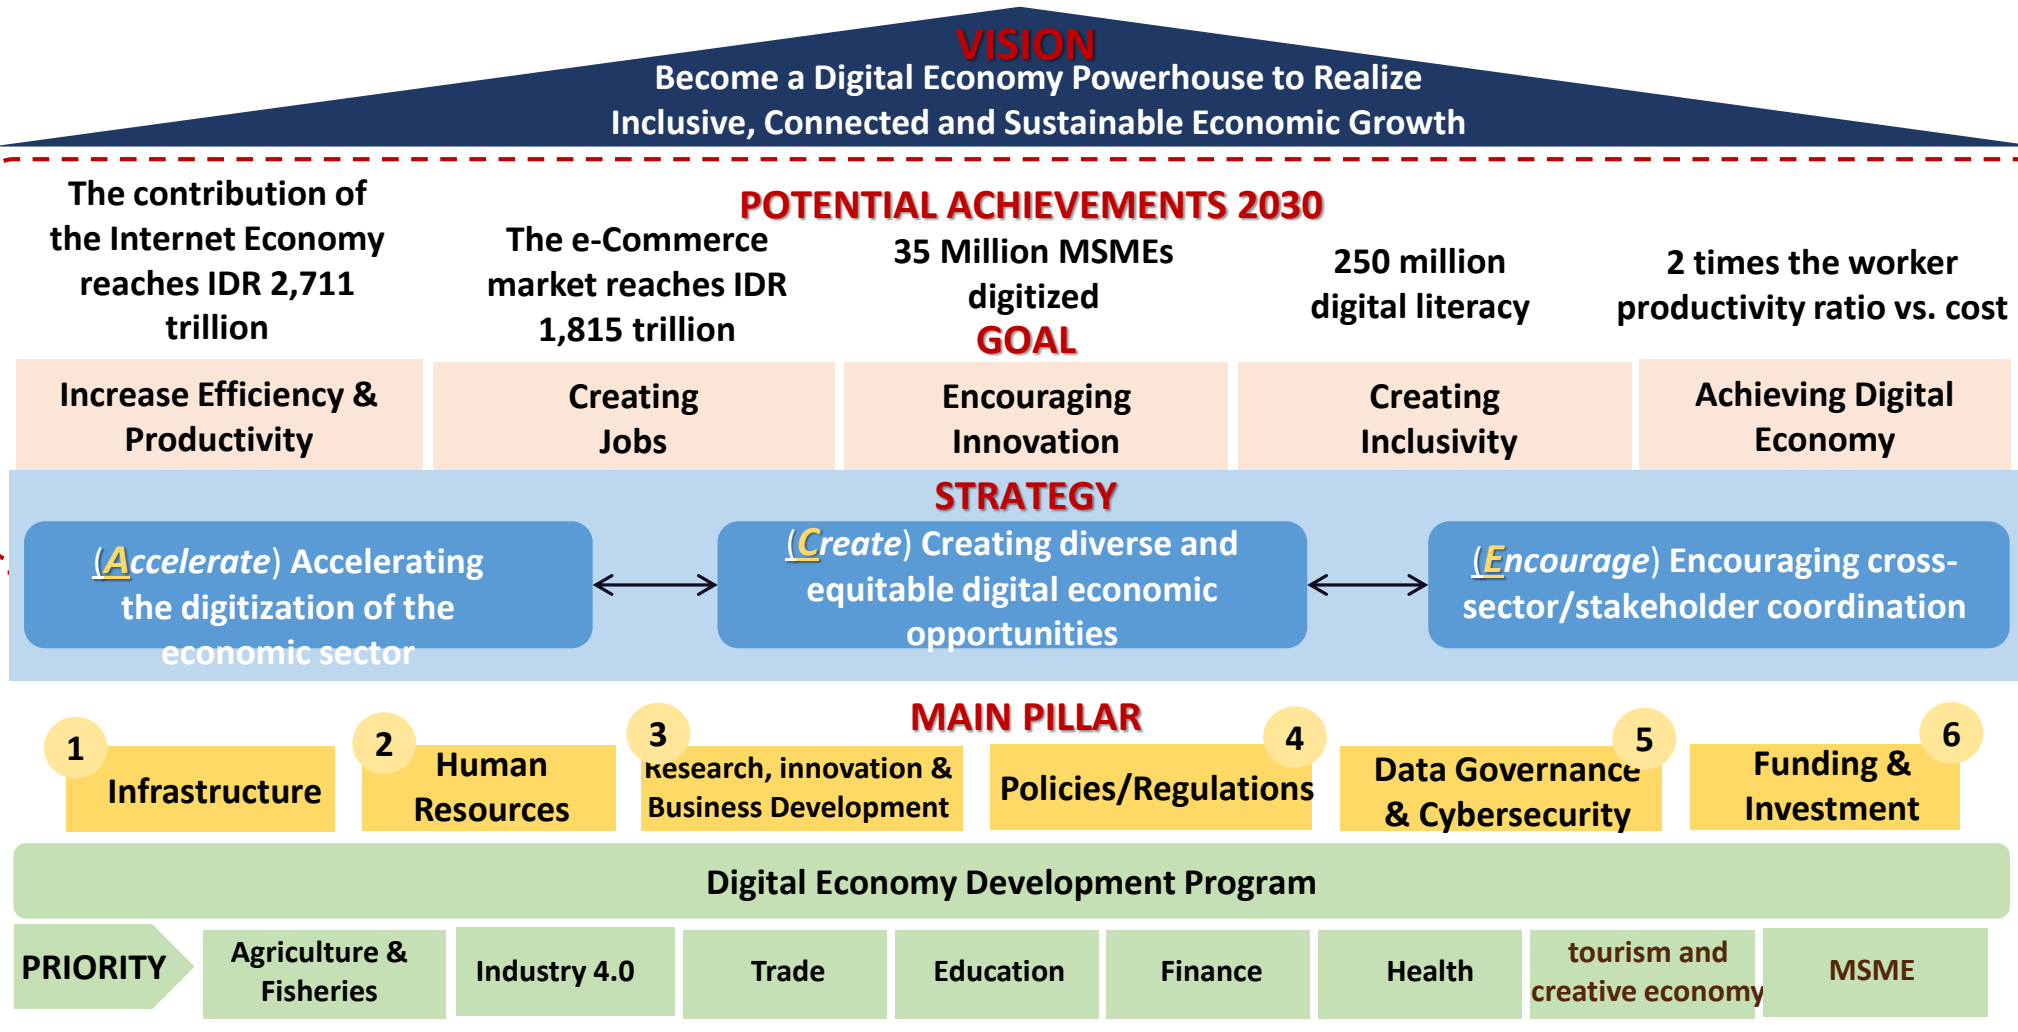 VISION
Become a Digital Economy Powerhouse to Realize
Inclusive, Connected and Sustainable Economic Growth
POTENTIAL ACHIEVEMENTS 2030
The contribution of
the Internet Economy
reaches IDR 2,711
trillion
The e-Commerce
market reaches IDR
1,815 trillion
35 Million MSMEs
digitized
250 million
digital literacy
2 times the worker
productivity ratio vs. cost
GOAL
Increase Efficiency &
Productivity
Creating
Jobs
Encouraging
Innovation
Creating
Inclusivity
Achieving Digital
Economy
STRATEGY
(Accelerate) Accelerating
the digitization of the
economic sector
(Create) Creating diverse and
equitable digital economic
opportunities
(Encourage) Encouraging cross-
sector/stakeholder coordination
MAIN PILLAR
1
Infrastructure
2
Human
Resources
3
Research, innovation &
Business Development
4
Policies/Regulations
5
Data Governance
& Cybersecurity
6
Funding &
Investment
Digital Economy Development Program
PRIORITY
Agriculture &
Fisheries
Industry 4.0
Trade
Education
Finance
Health
tourism and
creative economy
MSME